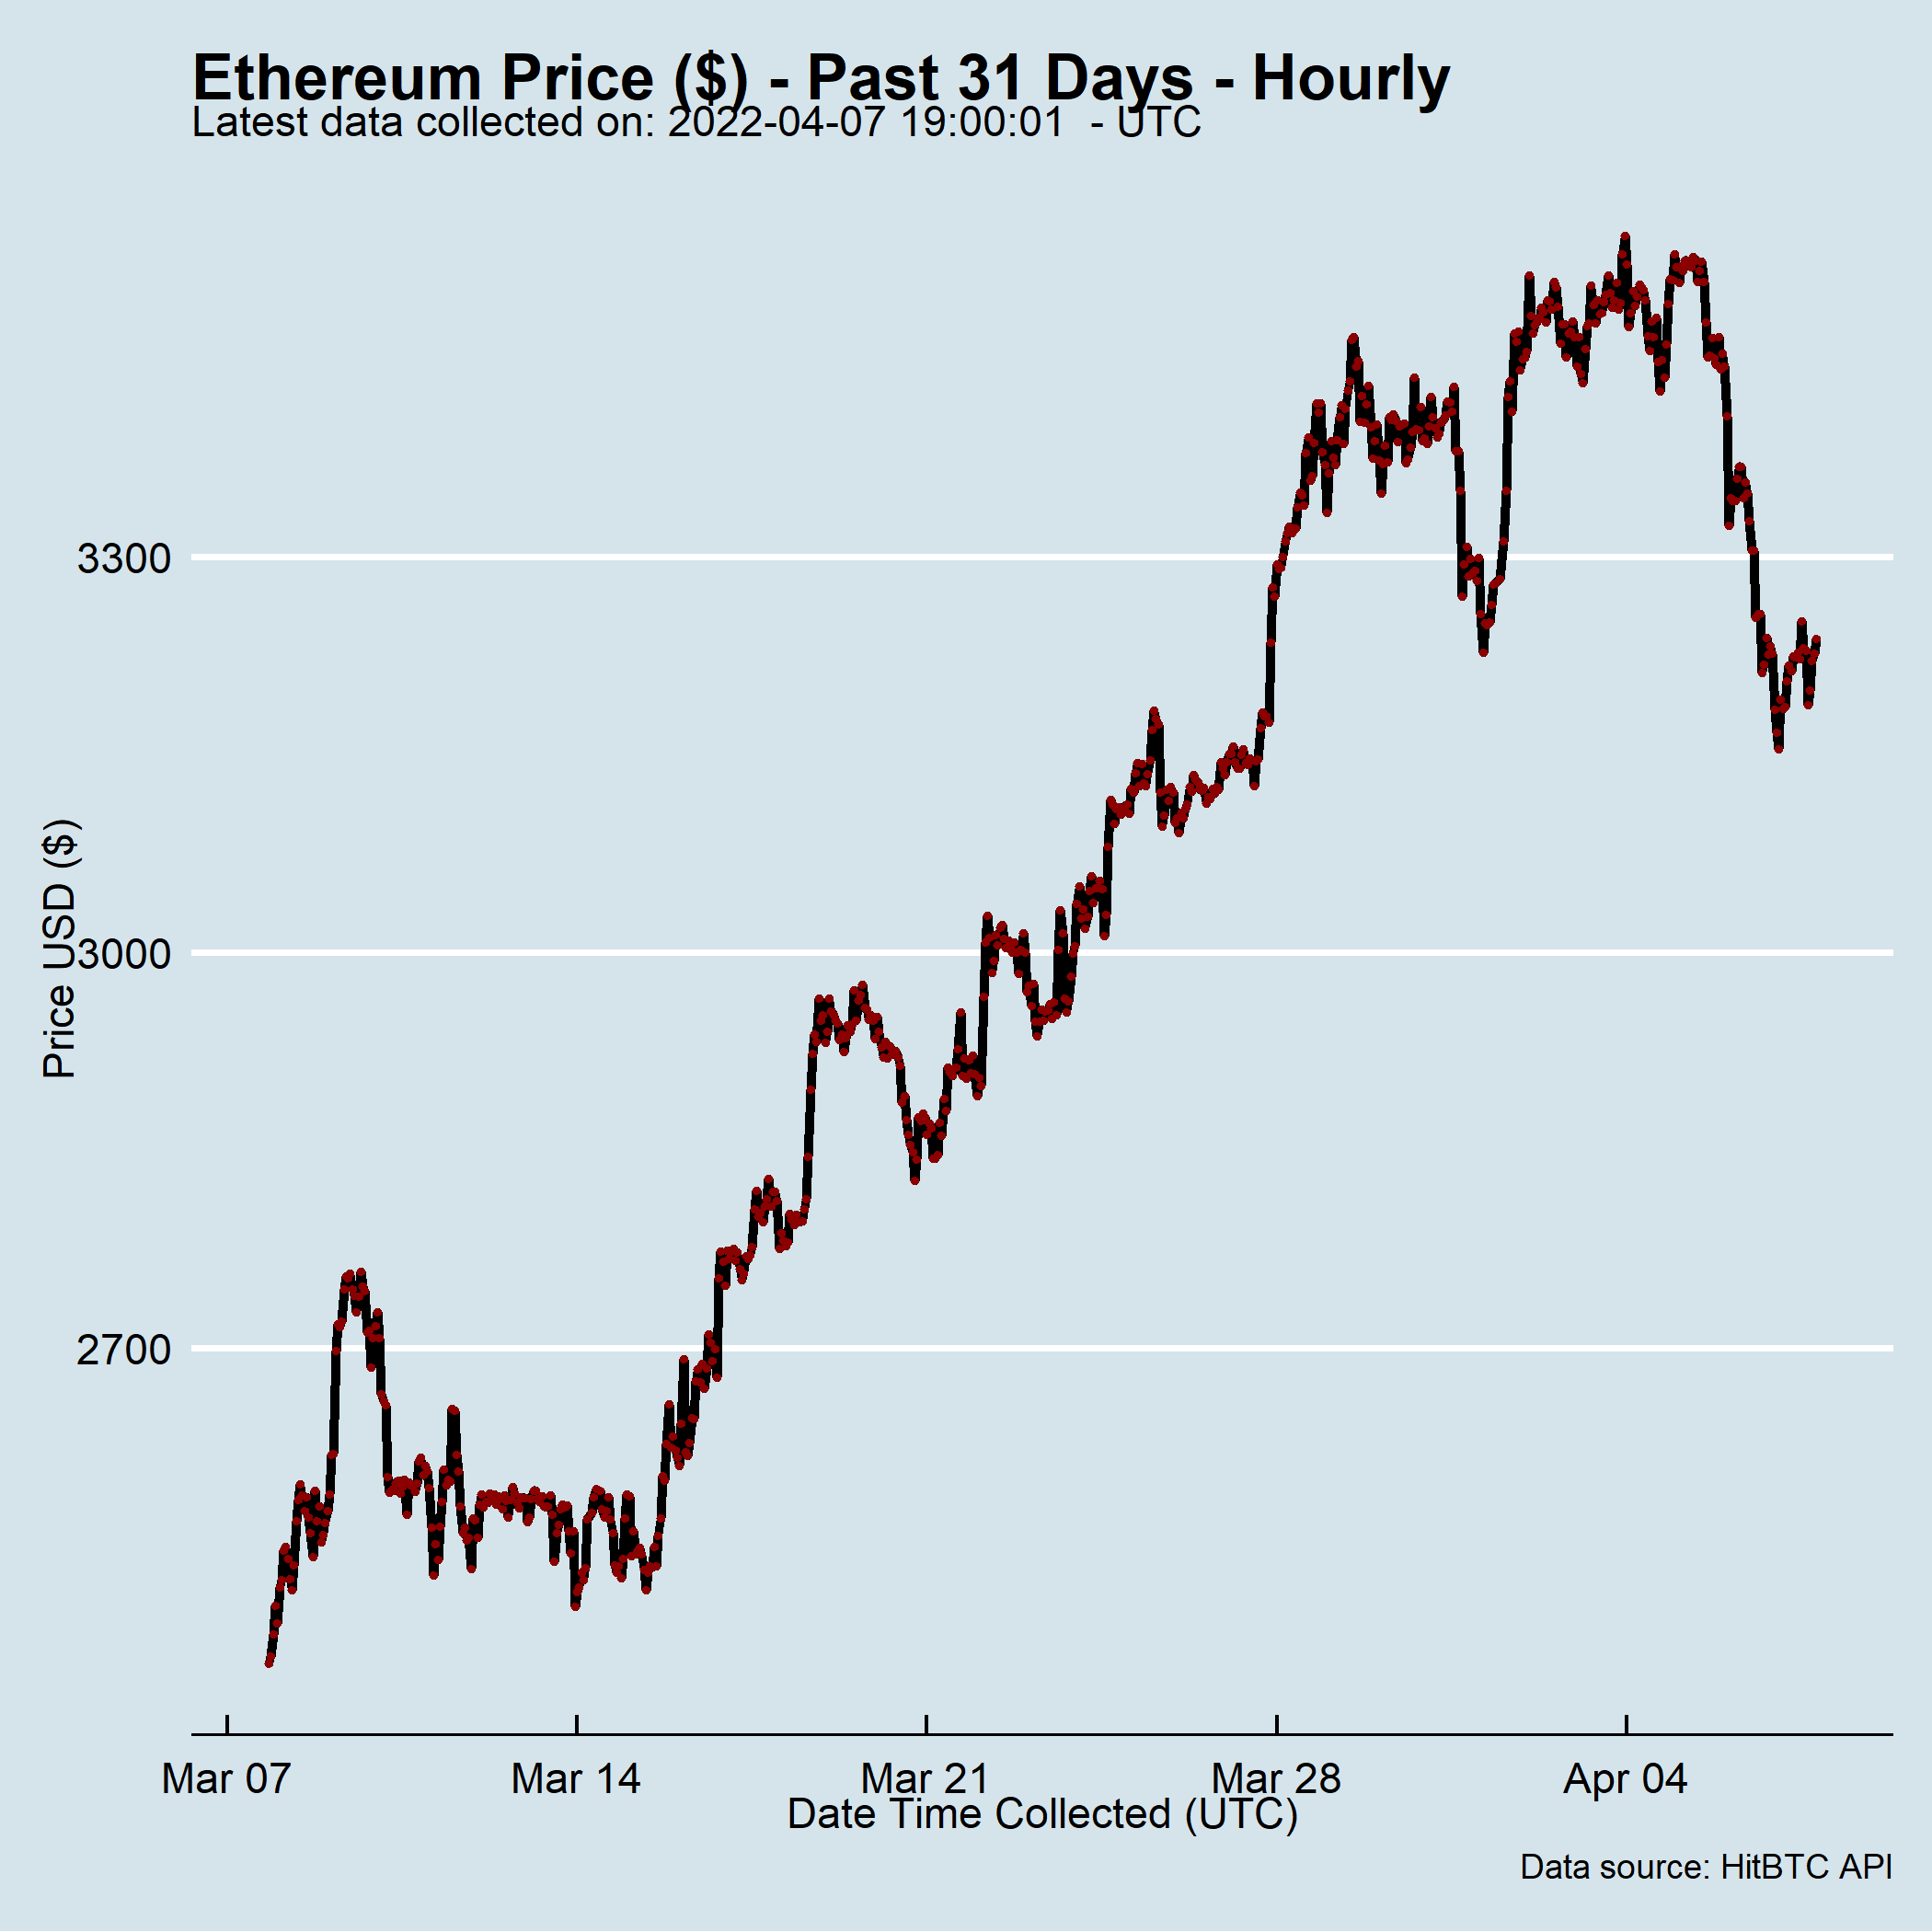 Ethereum Price ($) - Past 31 Days - Hourly
Latest data collected on: 2022-04-07 19:00:01  - UTC
3300
3000
2700
Price USD ($)
Mar 07
Mar 14
Mar 21
Mar 28
Apr 04
Date Time Collected (UTC)
Data source: HitBTC API